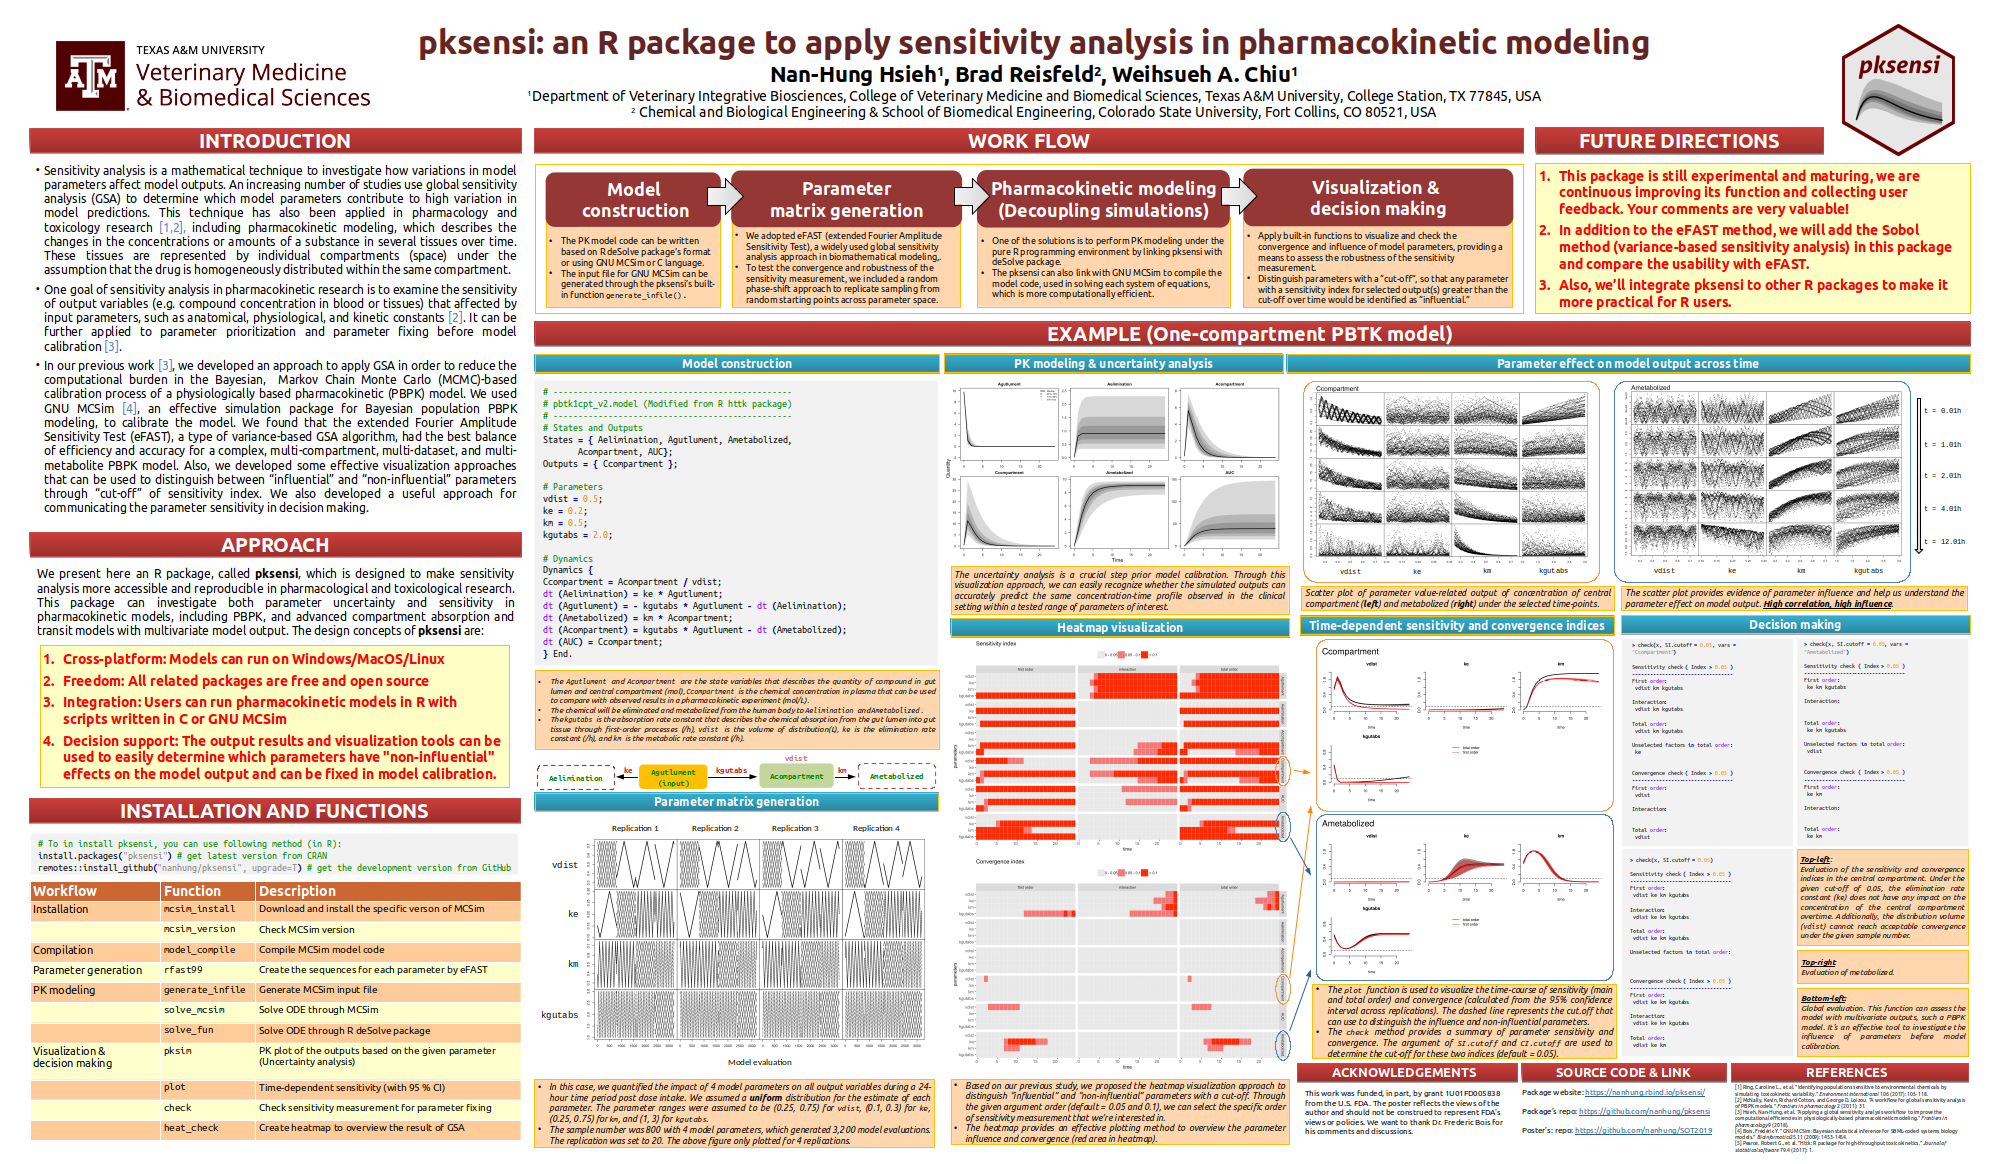 TEXAS A&M UNIVERSITY
Veterinary Medicine
& Biomedical Sciences
pksensi: an R package to apply sensitivity analysis in pharmacokinetic modeling
Nan-Hung Hsieh¹, Brad Reisfeld², Weihsueh A. Chiu¹
¹Department of Veterinary Integrative Biosciences, College of Veterinary Medicine and Biomedical Sciences, Texas A&M University, College Station, TX 77845, USA
² Chemical and Biological Engineering & School of Biomedical Engineering, Colorado State University, Fort Collins, CO 80521, USA
pksensi
INTRODUCTION
• Sensitivity analysis is a mathematical technique to investigate how variations in model
parameters affect model outputs. An increasing number of studies use global sensitivity
analysis (GSA) to determine which model parameters contribute to high variation in
model predictions. This technique has also been applied in pharmacology and
toxicology research [1,2], including pharmacokinetic modeling, which describes the
changes in the concentrations or amounts of a substance in several tissues over time.
These tissues are represented by individual compartments (space) under the
assumption that the drug is homogeneously distributed within the same compartment.
• One goal of sensitivity analysis in pharmacokinetic research is to examine the sensitivity
of output variables (e.g. compound concentration in blood or tissues) that affected by
input parameters, such as anatomical, physiological, and kinetic constants [2]. It can be
further applied to parameter prioritization and parameter fixing before model
calibration [3].
• In our previous work [3], we developed an approach to apply GSA in order to reduce the
computational burden in the Bayesian, Markov Chain Monte Carlo (MCMC)-based
calibration process of a physiologically based pharmacokinetic (PBPK) model. We used
GNU MCSim [4], an effective simulation package for Bayesian population PBPK
modeling, to calibrate the model. We found that the extended Fourier Amplitude
Sensitivity Test (eFAST), a type of variance-based GSA algorithm, had the best balance
of efficiency and accuracy for a complex, multi-compartment, multi-dataset, and multi-
metabolite PBPK model. Also, we developed some effective visualization approaches
that can be used to distinguish between “influential” and “non-influential” parameters
through “cut-off” of sensitivity index. We also developed a useful approach for
communicating the parameter sensitivity in decision making.
APPROACH
We present here an R package, called pksensi, which is designed to make sensitivity
analysis more accessible and reproducible in pharmacological and toxicological research.
This package can investigate both parameter uncertainty and sensitivity in
pharmacokinetic models, including PBPK, and advanced compartment absorption and
transit models with multivariate model output. The design concepts of pksensi are:
1. Cross-platform: Models can run on Windows/MacOS/Linux
2. Freedom: All related packages are free and open source
3. Integration: Users can run pharmacokinetic models in R with
scripts written in C or GNU MCSim
4. Decision support: The output results and visualization tools can be
used to easily determine which parameters have "non-influential"
effects on the model output and can be fixed in model calibration.
INSTALLATION AND FUNCTIONS
# To in install pksensi, you can use following method (in R):
install.packages("pksensi") # get latest version from CRAN
remotes::install_github("nanhung/pksensi", upgrade=T) # get the development version from GitHub
Workflow Function Description
Installation mcsim_install Download and install the specific verson of MCSim
mcsim_version Check MCSim version
Compilation model_compile Compile MCSim model code
Parameter generation rfast99 Create the sequences for each parameter by eFAST
PK modeling generate_infile Generate MCSim input file
solve_mcsim Solve ODE through MCSim
solve_fun Solve ODE through R deSolve package
Visualization & pksim PK plot of the outputs based on the given parameter
decision making (Uncertainty analysis)
plot Time-dependent sensitivity (with 95 % CI)
check Check sensitivity measurement for parameter fixing
heat_check Create heatmap to overview the result of GSA
WORK FLOW
Model
construction
• The PK model code can be written
based on R deSolve package's format
or using GNU MCSim or C language.
• The input file for GNU MCSim can be
generated through the pksensi's built-
in function generate_infile().
Parameter
matrix generation
• We adopted eFAST (extended Fourier Amplitude
Sensitivity Test), a widely used global sensitivity
analysis approach in biomathematical modeling,.
• To test the convergence and robustness of the
sensitivity measurement, we included a random
phase-shift approach to replicate sampling from
random starting points across parameter space.
Pharmacokinetic modeling
(Decoupling simulations)
• One of the solutions is to perform PK modeling under the
pure R programming environment by linking pksensi with
deSolve package.
• The pksensi can also link with GNU MCSim to compile the
model code, used in solving each system of equations,
which is more computationally efficient.
Visualization &
decision making
• Apply built-in functions to visualize and check the
convergence and influence of model parameters, providing a
means to assess the robustness of the sensitivity
measurement.
• Distinguish parameters with a “cut-off”, so that any parameter
with a sensitivity index for selected output(s) greater than the
cut-off over time would be identified as “influential.”
FUTURE DIRECTIONS
1. This package is still experimental and maturing, we are
continuous improving its function and collecting user
feedback. Your comments are very valuable!
2. In addition to the eFAST method, we will add the Sobol
method (variance-based sensitivity analysis) in this package
and compare the usability with eFAST.
3. Also, we'll integrate pksensi to other R packages to make it
more practical for R users.
EXAMPLE (One-compartment PBTK model)
Model construction
# ------------------------------------------------
# pbtk1cpt_v2.model (Modified from R httk package)
# ------------------------------------------------
# States and Outputs
States = { Aelimination, Agutlument, Ametabolized,
Acompartment, AUC};
Outputs = { Ccompartment };
# Parameters
vdist = 0.5;
ke = 0.2;
km = 0.5;
kgutabs = 2.0;
# Dynamics
Dynamics {
Ccompartment = Acompartment / vdist;
dt (Aelimination) = ke * Agutlument;
dt (Agutlument) = - kgutabs * Agutlument - dt (Aelimination);
dt (Ametabolized) = km * Acompartment;
dt (Acompartment) = kgutabs * Agutlument - dt (Ametabolized);
dt (AUC) = Ccompartment;
} End.
• The Agutlument and Acompartment are the state variables that describes the quantity of compound in gut
lumen and central compartment (mol), Ccompartment is the chemical concentration in plasma that can be used
to compare with observed results in a pharmacokinetic experiment (mol/L).
• The chemical will be eliminated and metabolized from the human body to Aelimination and Ametabolized.
• The kgutabs is the absorption rate constant that describes the chemical absorption from the gut lumen into gut
tissue through first-order processes (/h), vdist is the volume of distribution(L), ke is the elimination rate
constant (/h), and km is the metabolic rate constant (/h).
Aelimination
ke
Agutlument
(input)
kgutabs
vdist
Acompartment
km
Ametabolized
Parameter matrix generation
Replication 1 Replication 2 Replication 3 Replication 4
vdist
ke
km
kgutabs
Model evaluation
• In this case, we quantified the impact of 4 model parameters on all output variables during a 24-
hour time period post dose intake. We assumed a uniform distribution for the estimate of each
parameter. The parameter ranges were assumed to be (0.25, 0.75) for vdist, (0.1, 0.3) for ke,
(0.25, 0.75) for km, and (1, 3) for kgutabs.
• The sample number was 800 with 4 model parameters, which generated 3,200 model evaluations.
The replication was set to 20. The above figure only plotted for 4 replications.
PK modeling & uncertainty analysis
Agutlument Aelimination Acompartment
Quantity
Ccompartment Ametabolized AUC
Time
The uncertainty analysis is a crucial step prior model calibration. Through this
visualization approach, we can easily recognize whether the simulated outputs can
accurately predict the same concentration-time profile observed in the clinical
setting within a tested range of parameters of interest.
Heatmap visualization
Sensitivity index
first order interaction total order
parameters
time
Convergence index
first order interaction total order
parameters
time
• Based on our previous study, we proposed the heatmap visualization approach to
distinguish “influential” and “non-influential” parameters with a cut-off. Through
the given argument order (default = 0.05 and 0.1), we can select the specific order
of sensitivity measurement that we're interested in.
• The heatmap provides an effective plotting method to overview the parameter
influence and convergence (red area in heatmap).
Parameter effect on model output across time
Ccompartment
vdist ke km kgutabs
Ametabolized
vdist ke km kgutabs
t = 0.01h
t = 1.01h
t = 2.01h
t = 4.01h
t = 12.01h
Scatter plot of parameter value-related output of concentration of central
compartment (left) and metabolized (right) under the selected time-points.
The scatter plot provides evidence of parameter influence and help us understand the
parameter effect on model output. High correlation, high influence.
Time-dependent sensitivity and convergence indices
Ccompartment
vdist ke km
kgutabs
total order
first order
time
Ametabolized
vdist ke km
kgutabs
total order
first order
time
• The plot function is used to visualize the time-course of sensitivity (main
and total order) and convergence (calculated from the 95% confidence
interval across replications). The dashed line represents the cut.off that
can use to distinguish the influence and non-influential parameters.
• The check method provides a summary of parameter sensitivity and
convergence. The argument of SI.cutoff and CI.cutoff are used to
determine the cut-off for these two indices (default = 0.05).
Decision making
> check(x, SI.cutoff = 0.05, vars =
"Ccompartment")
Sensitivity check ( Index > 0.05 )
First order:
vdist km kgutabs
Interaction:
vdist km kgutabs
Total order:
vdist km kgutabs
Unselected factors in total order:
ke
Convergence check ( Index > 0.05 )
First order:
vdist
Interaction:
Total order:
vdist
> check(x, SI.cutoff = 0.05, vars =
"Ametabolized")
Sensitivity check ( Index > 0.05 )
First order:
ke km kgutabs
Interaction:
Total order:
ke km kgutabs
Unselected factors in total order:
vdist
Convergence check ( Index > 0.05 )
First order:
ke km
Interaction:
Total order:
ke km
> check(x, SI.cutoff = 0.05)
Sensitivity check ( Index > 0.05 )
First order:
vdist ke km kgutabs
Interaction:
vdist ke km kgutabs
Total order:
vdist ke km kgutabs
Unselected factors in total order:
Convergence check ( Index > 0.05 )
First order:
vdist ke km kgutabs
Interaction:
vdist ke km kgutabs
Total order:
vdist ke km
Top-left:
Evaluation of the sensitivity and convergence
indices in the central compartment. Under the
given cut-off of 0.05, the elimination rate
constant (ke) does not have any impact on the
concentration of the central compartment
overtime. Additionally, the distribution volume
(vdist) cannot reach acceptable convergence
under the given sample number.
Top-right:
Evaluation of metabolized.
Bottom-left:
Global evaluation. This function can assess the
model with multivariate outputs, such a PBPK
model. It's an effective tool to investigate the
influence of parameters before model
calibration.
ACKNOWLEDGEMENTS
This work was funded, in part, by grant 1U01FD005838
from the U.S. FDA. The poster reflects the views of the
author and should not be construed to represent FDA's
views or policies. We want to thank Dr. Frederic Bois for
his comments and discussions.
SOURCE CODE & LINK
Package website: https://nanhung.rbind.io/pksensi/
Package's repo: https://github.com/nanhung/pksensi
Poster's: repo: https://github.com/nanhung/SOT2019
REFERENCES
[1] Ring, Caroline L., et al. "Identifying populations sensitive to environmental chemicals by
simulating toxicokinetic variability." Environment international 106 (2017): 105-118.
[2] McNally, Kevin, Richard Cotton, and George D. Loizou. "A workflow for global sensitivity analysis
of PBPK models." Frontiers in pharmacology 2 (2011): 31.
[3] Hsieh, Nan-Hung, et al. "Applying a global sensitivity analysis workflow to improve the
computational efficiencies in physiologically-based pharmacokinetic modeling." Frontiers in
pharmacology 9 (2018).
[4] Bois, Frédéric Y. "GNU MCSim: Bayesian statistical inference for SBML-coded systems biology
models." Bioinformatics 25.11 (2009): 1453-1454.
[5] Pearce, Robert G., et al. "Httk: R package for high-throughput toxicokinetics." Journal of
statistical software 79.4 (2017): 1.